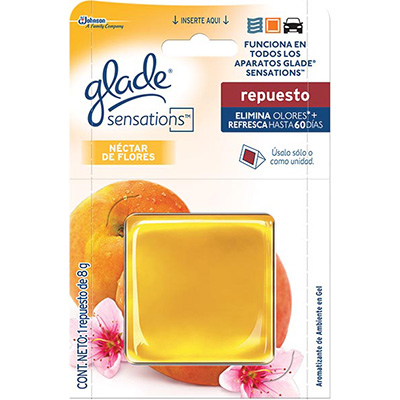 SC Johnson
A Family Company
↓ INSERTE AQUÍ ↓
glade®
sensations™
NÉCTAR
DE FLORES
FUNCIONA EN
TODOS LOS
APARATOS GLADE®
SENSATIONS™
repuesto
ELIMINA OLORES*+
REFRESCA HASTA 60 DÍAS
Úsalo sólo o
como unidad.
CONT. NETO: 1 repuesto de 8 g
Aromatizante de Ambiente en Gel